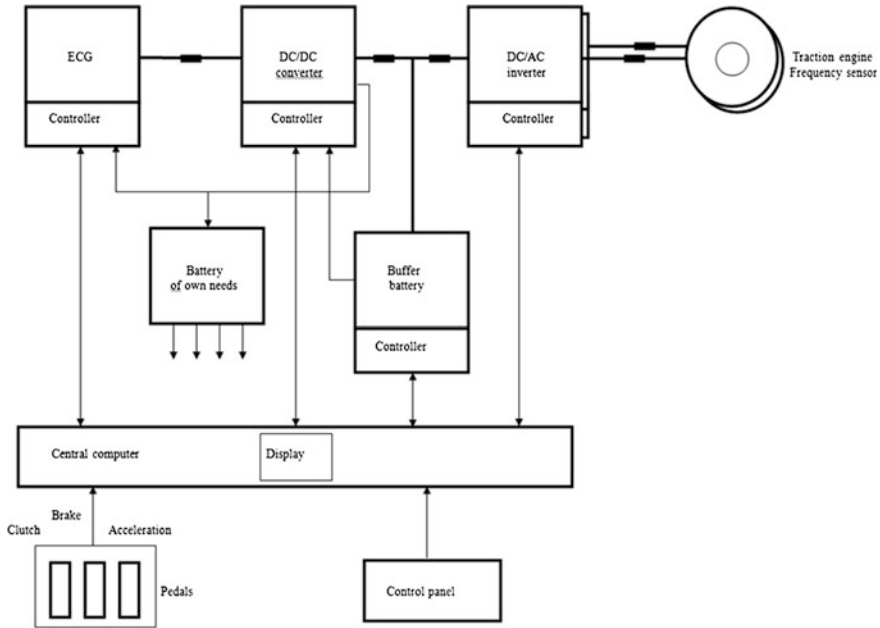 ECG
DC/DC
converter
DC/AC
inverter
Traction engine
Frequency sensor
Controller
Controller
Controller
Battery
of own needs
Buffer
battery
Controller
Central computer
Display
Brake
Clutch
Acceleration
Pedals
Control panel